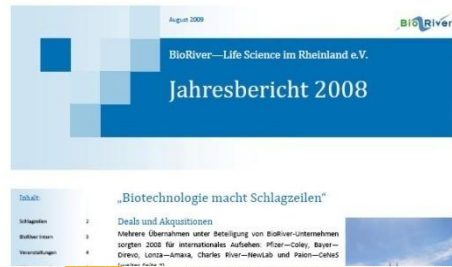 August 2009
BioRiver
BioRiver—Life Science im Rheinland e.V.
Jahresbericht 2008
Inhalt:
Schlagzeilen 2
BioRiver Intern 3
Veranstaltungen 4
„Biotechnologie macht Schlagzeilen“
Deals und Akqusitionen
Mehrere Übernahmen unter Beteiligung von BioRiver-Unternehmen
sorgten 2008 für internationales Aufsehen: Pfizer—Coley, Bayer—
Direvo, Lonza—Amaxa, Charles River—NewLab und Paion—CeNeS